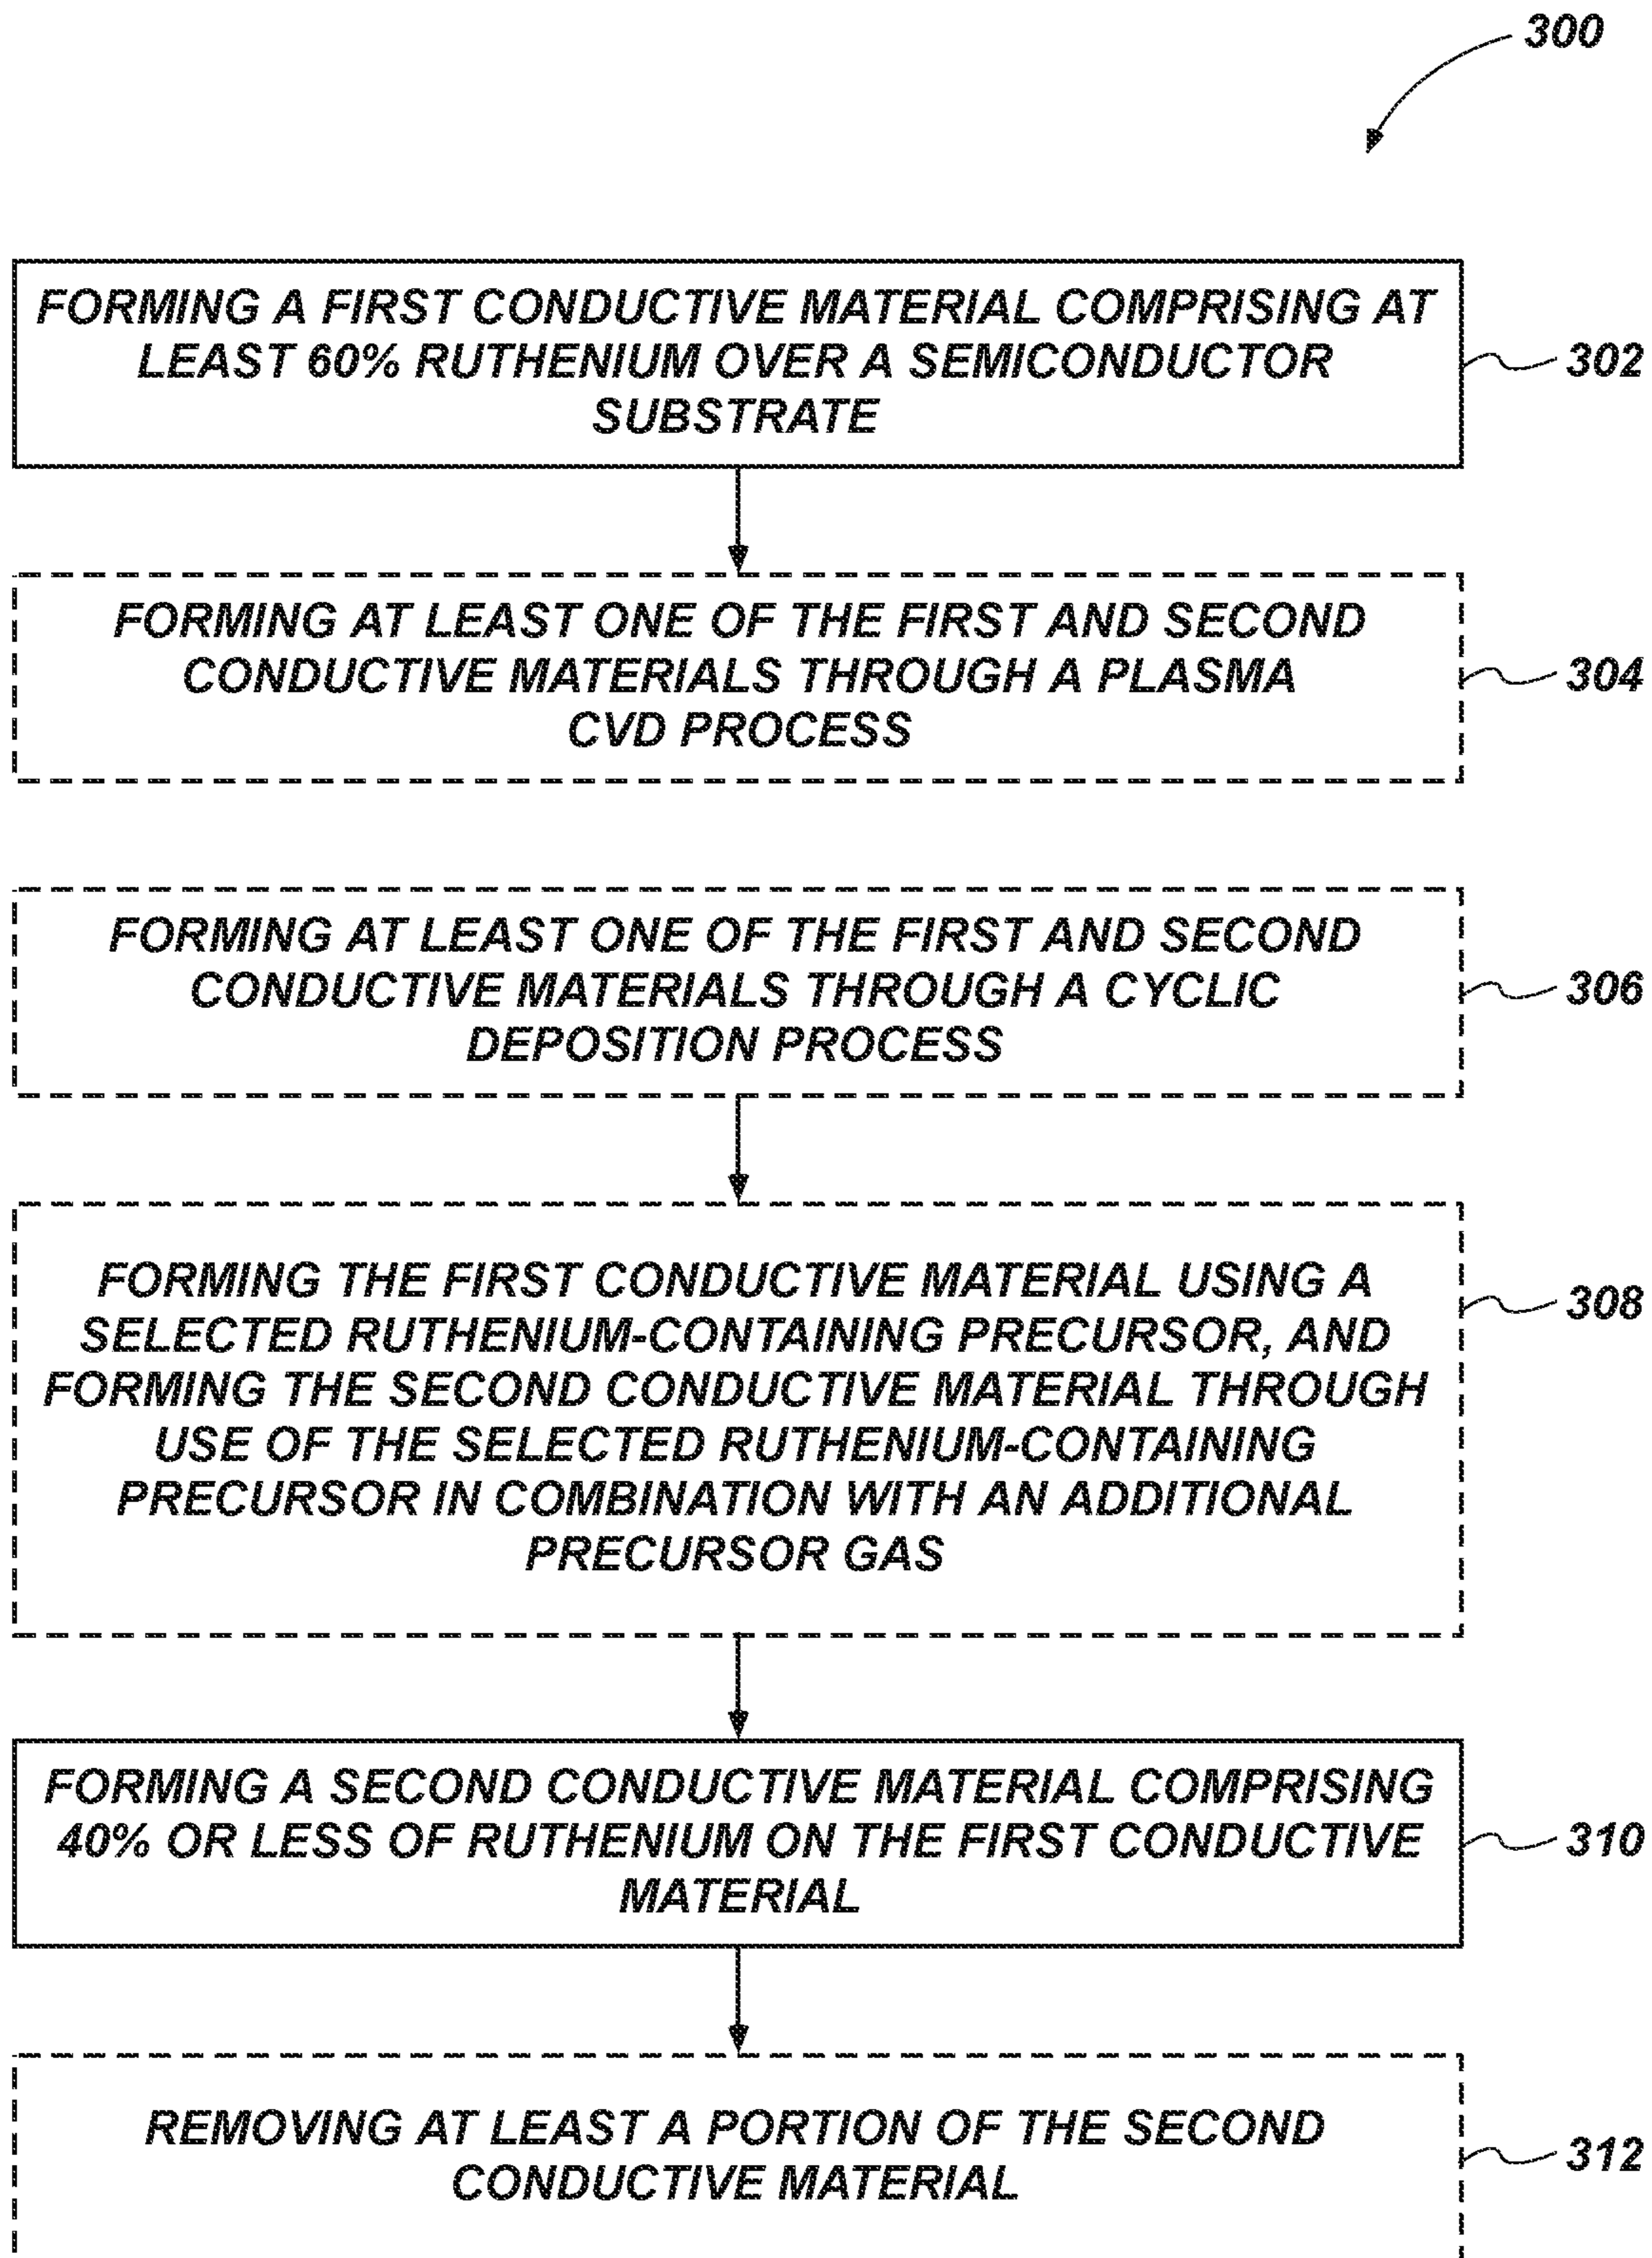 300
FORMING A FIRST CONDUCTIVE MATERIAL COMPRISING AT
LEAST 60% RUTHENIUM OVER A SEMICONDUCTOR
SUBSTRATE
302
FORMING AT LEAST ONE OF THE FIRST AND SECOND
CONDUCTIVE MATERIALS THROUGH A PLASMA
CVD PROCESS
304
FORMING AT LEAST ONE OF THE FIRST AND SECOND
CONDUCTIVE MATERIALS THROUGH A CYCLIC
DEPOSITION PROCESS
306
FORMING THE FIRST CONDUCTIVE MATERIAL USING A
SELECTED RUTHENIUM-CONTAINING PRECURSOR, AND
FORMING THE SECOND CONDUCTIVE MATERIAL THROUGH
USE OF THE SELECTED RUTHENIUM-CONTAINING
PRECURSOR IN COMBINATION WITH AN ADDITIONAL
PRECURSOR GAS
308
FORMING A SECOND CONDUCTIVE MATERIAL COMPRISING
40% OR LESS OF RUTHENIUM ON THE FIRST CONDUCTIVE
MATERIAL
310
REMOVING AT LEAST A PORTION OF THE SECOND
CONDUCTIVE MATERIAL
312